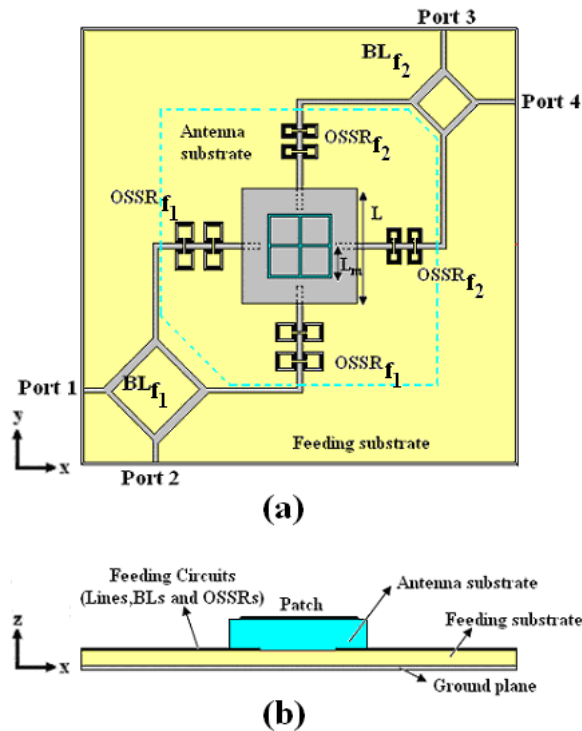 Port 3
BLf2
Port 4
Antenna
substrate
OSSRf2
OSSRf1
L
Lm
OSSRf2
OSSRf1
Port 1
BLf1
y
x
Port 2
Feeding substrate
(a)
Feeding Circuits
(Lines,BLs and OSSRs)
Patch
Antenna substrate
Feeding substrate
z
x
Ground plane
(b)